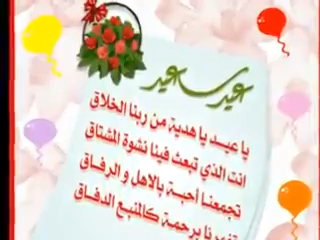 عيد سعيد
يا عيد يا هدية من ربنا الخلاق
انت الذي تبعث فينا نشوة المشتاق
تجمعنا أحبة بالاهل و الرفاق
تغمرنا برحمة كالمنبع الدفاق